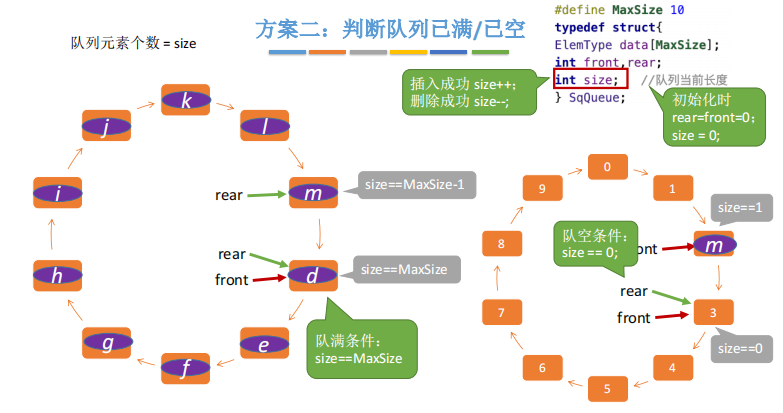 方案二：判断队列已满/已空
队列元素个数 = size
#define MaxSize 10
typedef struct{
ElemType data[MaxSize];
int front,rear;
int size; //队列当前长度
} SqQueue;
插入成功 size++;
删除成功 size--;
初始化时
rear=front=0；
size = 0;
k
l
m
d
e
f
g
h
i
j
rear
size==MaxSize-1
rear
front
size==MaxSize
队满条件：
size==MaxSize
0
1
m
3
4
5
6
7
8
9
size==1
队空条件：
size == 0;
ont
rear
front
size==0